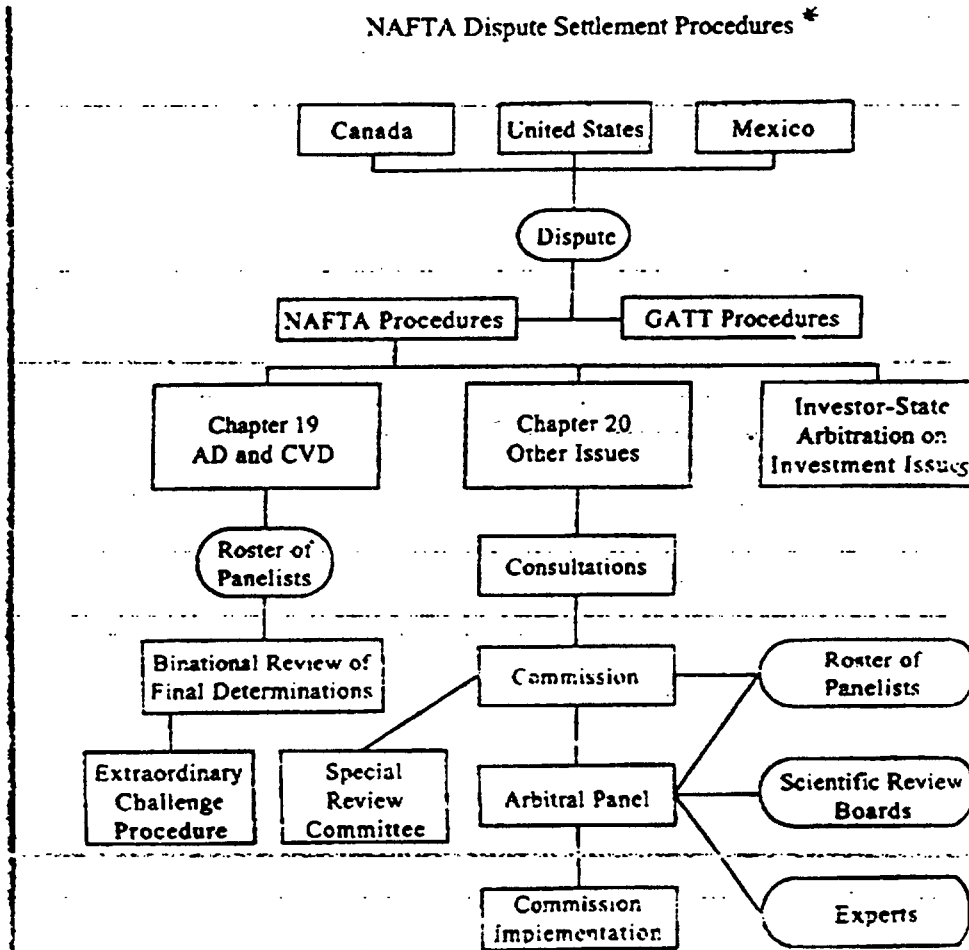 NAFTA Dispute Settlement Procedures *
Canada
United States
Mexico
Dispute
NAFTA Procedures
GATT Procedures
Chapter 19
AD and CVD
Chapter 20
Other Issues
Investor-State
Arbitration on
Investment Issues
Roster of
Panelists
Consultations
Binational Review of
Final Determinations
Commission
Roster of
Panelists
Extraordinary
Challenge
Procedure
Special
Review
Committee
Arbitral Panel
Scientific Review
Boards
Commission
Implementation
Experts